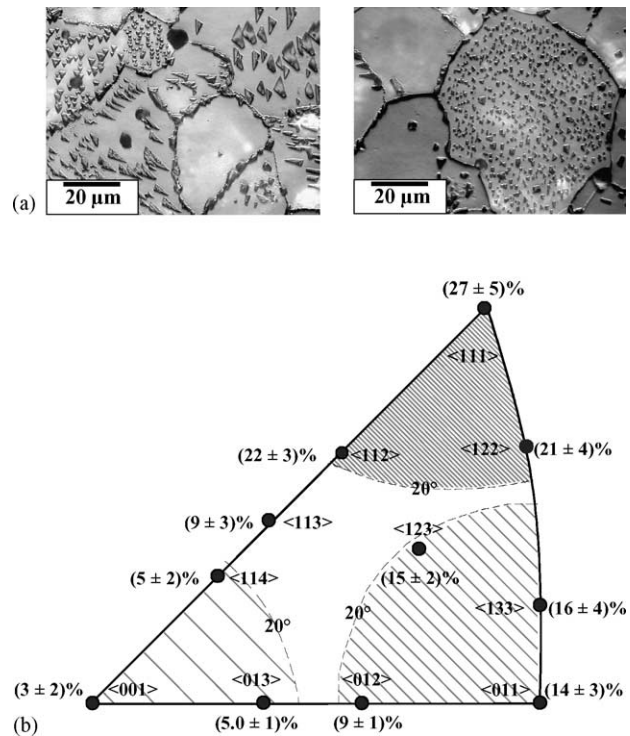 (a)
20 µm
20 µm
(27 ± 5)%
<111>
(22 ± 3)%
<112>
<122>
(21 ± 4)%
20°
(9 ± 3)%
<113>
<123>
(5 ± 2)%
<114>
(15 ± 2)%
20°
20°
<133>
(16 ± 4)%
(3 ± 2)%
<001>
<013>
<012>
<011>
(14 ± 3)%
(b)
(5.0 ± 1)%
(9 ± 1)%